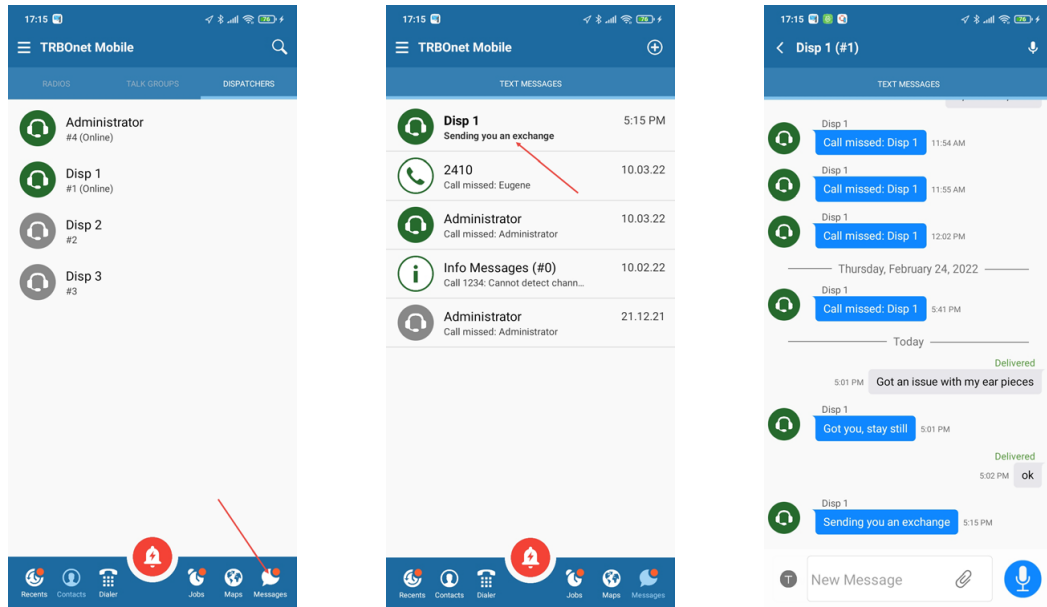 17:15
76
TRBOnet Mobile
RADIOS TALK GROUPS DISPATCHERS
Administrator
#4 (Online)
Disp 1
#1 (Online)
Disp 2
#2
Disp 3
#3
Recents Contacts Dialer Jobs Maps Messages
17:15
76
TRBOnet Mobile
TEXT MESSAGES
Disp 1 5:15 PM
Sending you an exchange
2410 10.03.22
Call missed: Eugene
Administrator 10.03.22
Call missed: Administrator
Info Messages (#0) 10.02.22
Call 1234: Cannot detect chann...
Administrator 21.12.21
Call missed: Administrator
Recents Contacts Dialer Jobs Maps Messages
17:15
76
Disp 1 (#1)
TEXT MESSAGES
Disp 1
Call missed: Disp 1 11:54 AM
Disp 1
Call missed: Disp 1 11:55 AM
Disp 1
Call missed: Disp 1 12:02 PM
Thursday, February 24, 2022
Disp 1
Call missed: Disp 1 5:41 PM
Today
Delivered
5:01 PM Got an issue with my ear pieces
Disp 1
Got you, stay still 5:01 PM
Delivered
5:02 PM ok
Disp 1
Sending you an exchange 5:15 PM
T New Message